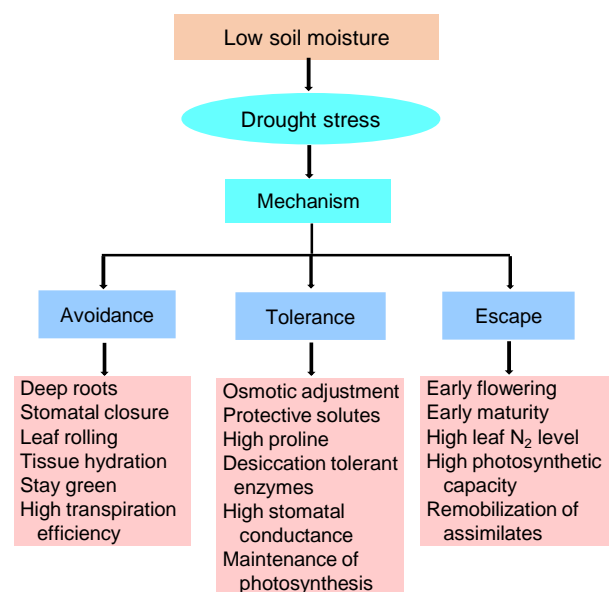 Low soil moisture
Drought stress
Mechanism
Avoidance
Tolerance
Escape
Deep roots
Stomatal closure
Leaf rolling
Tissue hydration
Stay green
High transpiration
efficiency
Osmotic adjustment
Protective solutes
High proline
Desiccation tolerant
enzymes
High stomatal
conductance
Maintenance of
photosynthesis
Early flowering
Early maturity
High leaf N₂ level
High photosynthetic
capacity
Remobilization of
assimilates